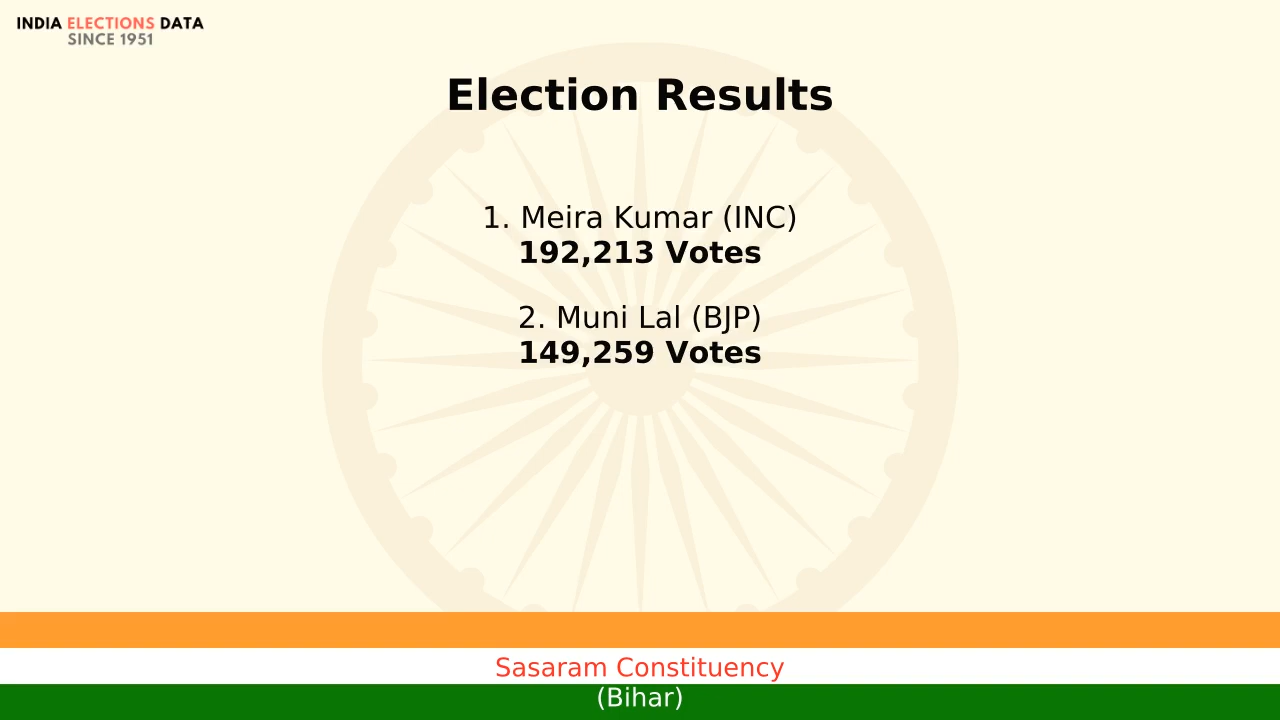 INDIA ELECTIONS DATA
SINCE 1951
Election Results
1. Meira Kumar (INC)
192,213 Votes
2. Muni Lal (BJP)
149,259 Votes
Sasaram Constituency
(Bihar)